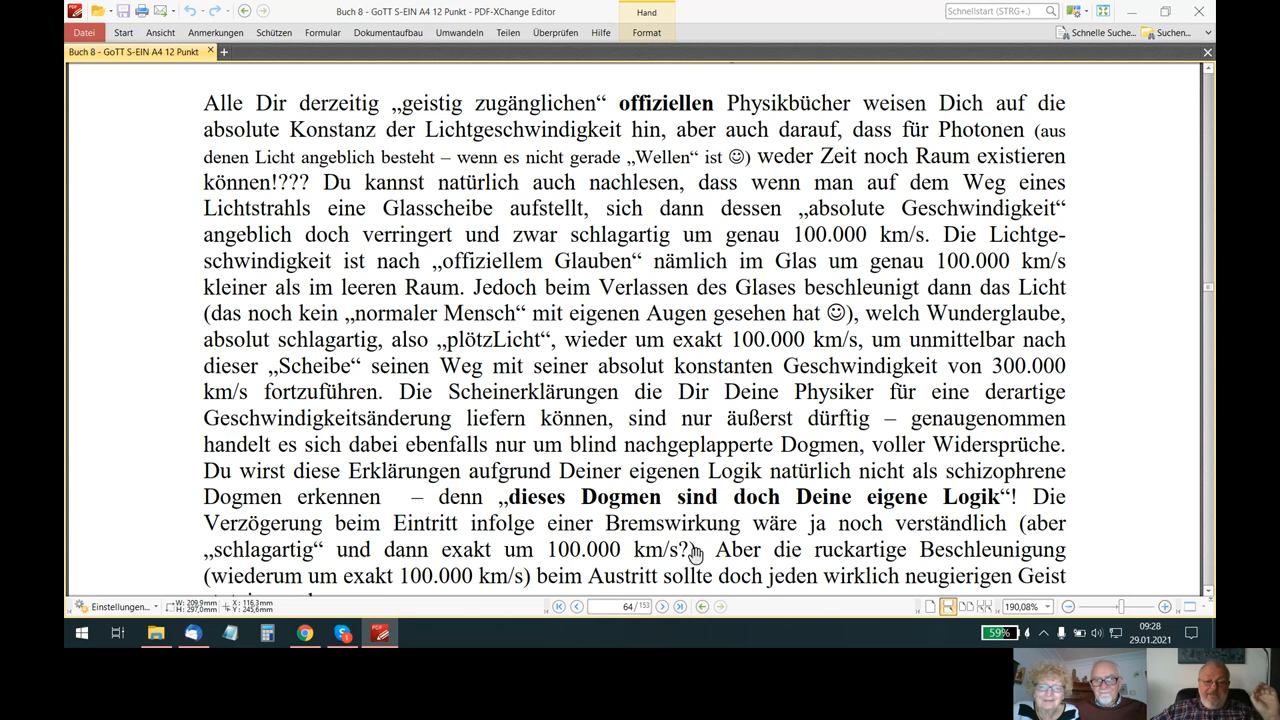 Buch 8 - GoTT S-EIN A4 12 Punkt - PDF-XChange Editor
Hand
Schnellstart (STRG+.)
Datei Start Ansicht Anmerkungen Schützen Formular Dokumentaufbau Umwandeln Teilen Überprüfen Hilfe Format Schnelle Suche... Suchen...
Buch 8 - GoTT S-EIN A4 12 Punkt × +
Alle Dir derzeitig „geistig zugänglichen“ offiziellen Physikbücher weisen Dich auf die
absolute Konstanz der Lichtgeschwindigkeit hin, aber auch darauf, dass für Photonen (aus
denen Licht angeblich besteht – wenn es nicht gerade „Wellen“ ist ☺) weder Zeit noch Raum existieren
können!??? Du kannst natürlich auch nachlesen, dass wenn man auf dem Weg eines
Lichtstrahls eine Glasscheibe aufstellt, sich dann dessen „absolute Geschwindigkeit“
angeblich doch verringert und zwar schlagartig um genau 100.000 km/s. Die Lichtge-
schwindigkeit ist nach „offiziellem Glauben“ nämlich im Glas um genau 100.000 km/s
kleiner als im leeren Raum. Jedoch beim Verlassen des Glases beschleunigt dann das Licht
(das noch kein „normaler Mensch“ mit eigenen Augen gesehen hat ☺), welch Wunderglaube,
absolut schlagartig, also „plötzLicht“, wieder um exakt 100.000 km/s, um unmittelbar nach
dieser „Scheibe“ seinen Weg mit seiner absolut konstanten Geschwindigkeit von 300.000
km/s fortzuführen. Die Scheinerklärungen die Dir Deine Physiker für eine derartige
Geschwindigkeitsänderung liefern können, sind nur äußerst dürftig – genaugenommen
handelt es sich dabei ebenfalls nur um blind nachgeplapperte Dogmen, voller Widersprüche.
Du wirst diese Erklärungen aufgrund Deiner eigenen Logik natürlich nicht als schizophrene
Dogmen erkennen – denn „dieses Dogmen sind doch Deine eigene Logik“! Die
Verzögerung beim Eintritt infolge einer Bremswirkung wäre ja noch verständlich (aber
„schlagartig“ und dann exakt um 100.000 km/s?) Aber die ruckartige Beschleunigung
(wiederum um exakt 100.000 km/s) beim Austritt sollte doch jeden wirklich neugierigen Geist
Einstellungen... W: 209.9mm H: 297,0mm X: 116.3mm Y: 245,6mm 64 / 153 190,08%
59% 09:28
29.01.2021